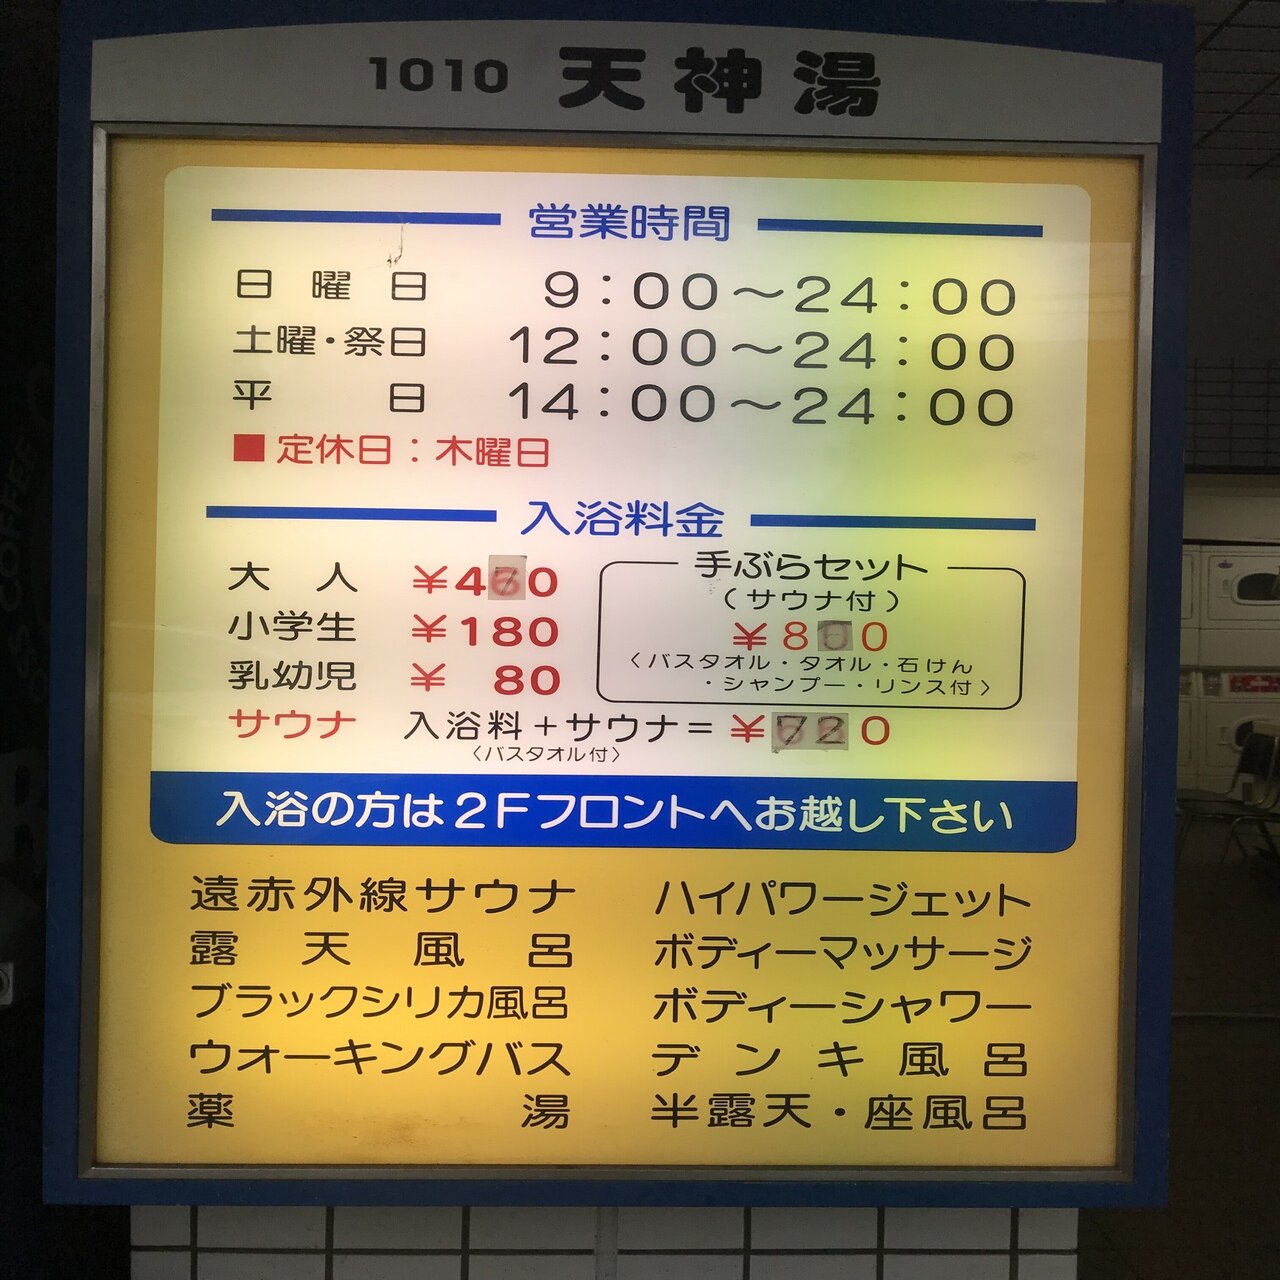 1010 天神湯
営業時間
日曜日 9：00～24：00
土曜・祭日 12：00～24：00
平日 14：00～24：00
■定休日：木曜日
入浴料金
大人 ￥470
小学生 ￥180
乳幼児 ￥80
手ぶらセット
（サウナ付）
〈バスタオル・タオル・石けん
・シャンプー・リンス付〉
サウナ 入浴料＋サウナ＝￥720
〈バスタオル付〉
入浴の方は2Fフロントへお越し下さい
遠赤外線サウナ
露天風呂
ブラックシリカ風呂
ウォーキングバス
薬湯
ハイパワージェット
ボディーマッサージ
ボディーシャワー
デンキ風呂
半露天・座風呂